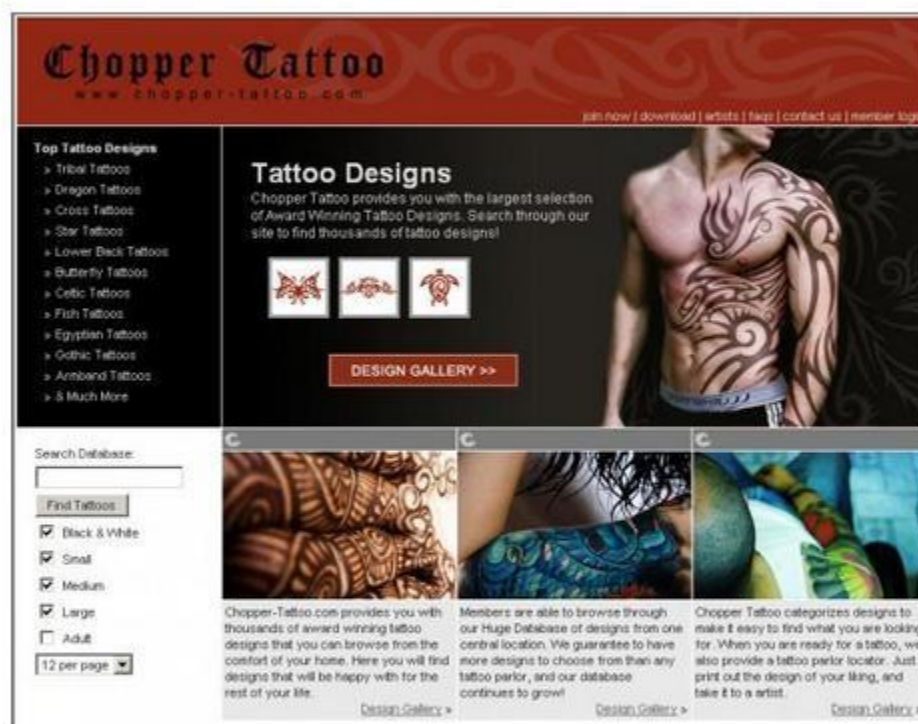 Chopper Tattoo
www.chopper-tattoo.com
join now | download | artists | faqs | contact us | member login
Top Tattoo Designs
» Tribal Tattoos
» Dragon Tattoos
» Cross Tattoos
» Star Tattoos
» Lower Back Tattoos
» Butterfly Tattoos
» Celtic Tattoos
» Fish Tattoos
» Egyptian Tattoos
» Gothic Tattoos
» Armband Tattoos
» & Much More
Tattoo Designs
Chopper Tattoo provides you with the largest selection
of Award Winning Tattoo Designs. Search through our
site to find thousands of tattoo designs!
DESIGN GALLERY >>
Search Database:
Find Tattoos
Black & White
Small
Medium
Large
Adult
12 per page
Chopper-Tattoo.com provides you with
thousands of award winning tattoo
designs that you can browse from the
comfort of your home. Here you will find
designs that will be happy with for the
rest of your life.
Design Gallery »
Members are able to browse through
our Huge Database of designs from one
central location. We guarantee to have
more designs to choose from than any
tattoo parlor, and our database
continues to grow!
Design Gallery »
Chopper Tattoo categorizes designs to
make it easy to find what you are looking
for. When you are ready for a tattoo, we
also provide a tattoo parlor locator. Just
print out the design of your liking, and
take it to a artist.
Design Gallery »